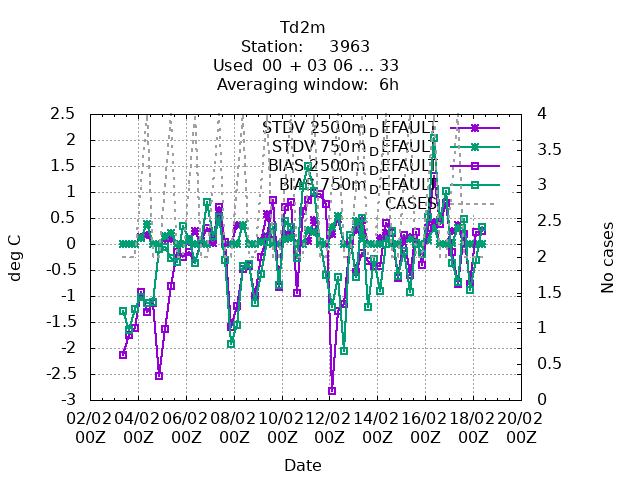 Td2m
Station: 3963
Used 00 + 03 06 ... 33
Averaging window: 6h
STDV 2500m_DEFAULT
STDV 750m_DEFAULT
BIAS 2500m_DEFAULT
BIAS 750m_DEFAULT
CASES
deg C
2.5
2
1.5
1
0.5
0
-0.5
-1
-1.5
-2
-2.5
-3
No cases
4
3.5
3
2.5
2
1.5
1
0.5
0
02/02 04/02 06/02 08/02 10/02 12/02 14/02 16/02 18/02 20/02
00Z 00Z 00Z 00Z 00Z 00Z 00Z 00Z 00Z 00Z
Date